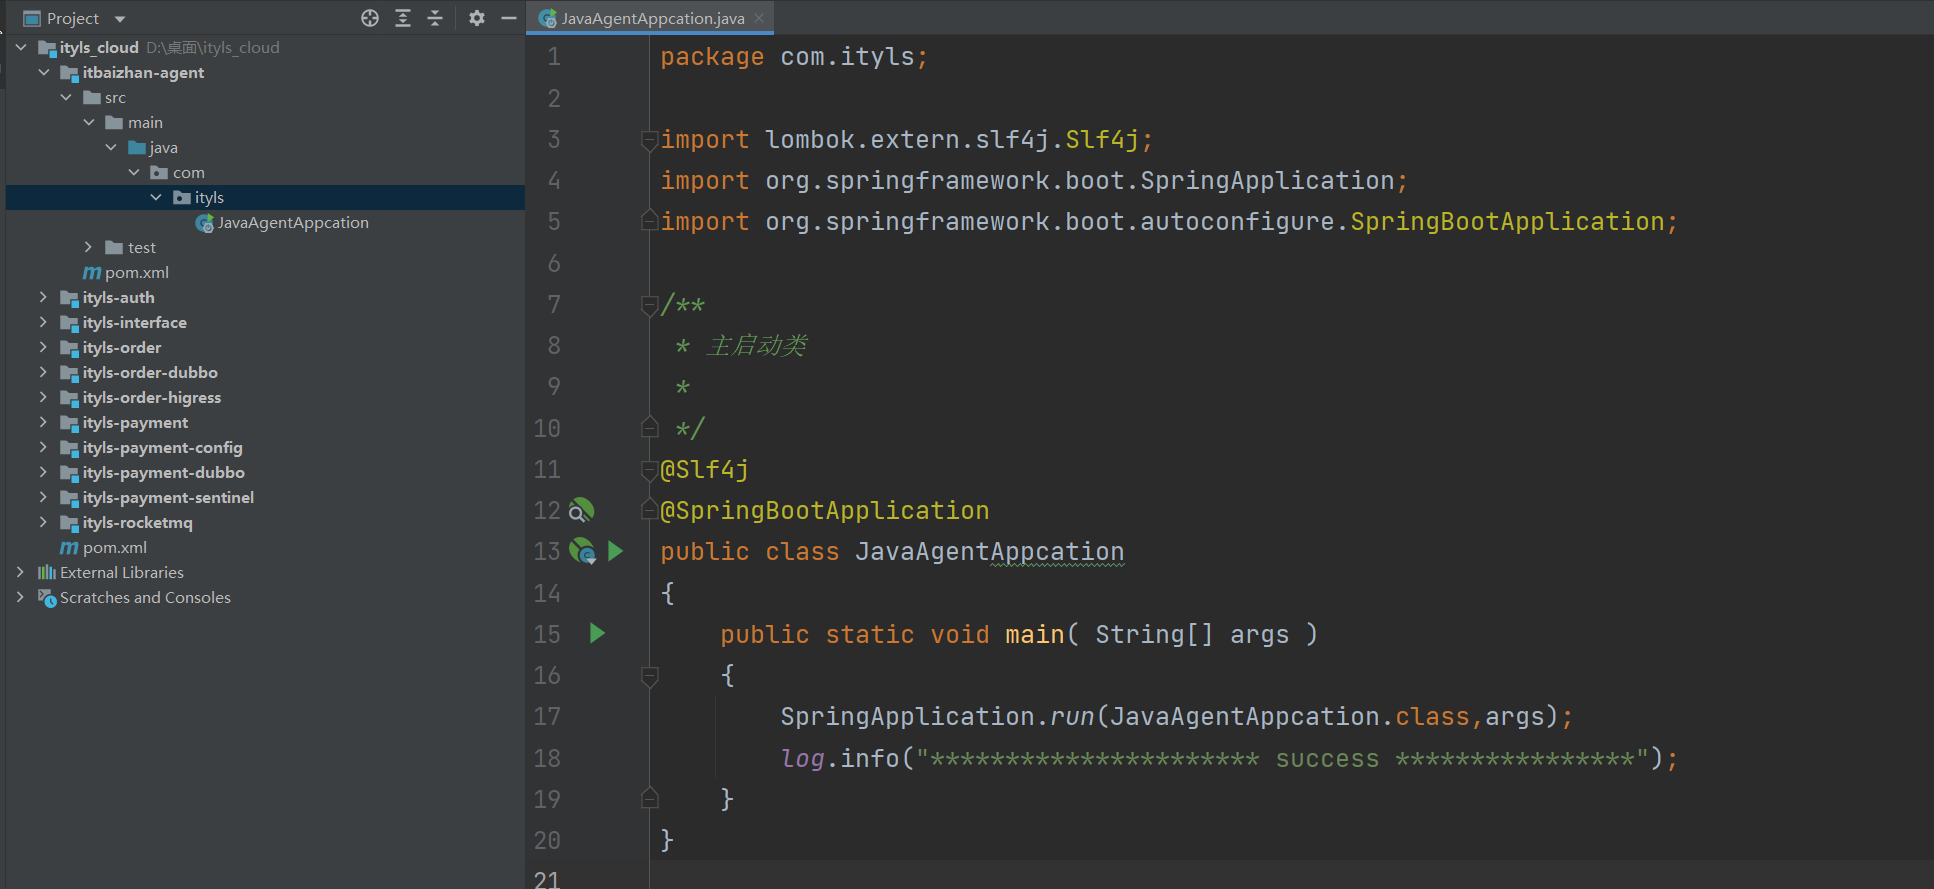 Project
ityls_cloud D:\桌面\ityls_cloud
itbaizhan-agent
src
main
java
com
ityls
JavaAgentAppcation
test
pom.xml
ityls-auth
ityls-interface
ityls-order
ityls-order-dubbo
ityls-order-higress
ityls-payment
ityls-payment-config
ityls-payment-dubbo
ityls-payment-sentinel
ityls-rocketmq
pom.xml
External Libraries
Scratches and Consoles
JavaAgentAppcation.java
1 package com.ityls;
2
3 import lombok.extern.slf4j.Slf4j;
4 import org.springframework.boot.SpringApplication;
5 import org.springframework.boot.autoconfigure.SpringBootApplication;
6
7 /**
8 * 主启动类
9 *
10 */
11 @Slf4j
12 @SpringBootApplication
13 public class JavaAgentAppcation
14 {
15 public static void main( String[] args )
16 {
17 SpringApplication.run(JavaAgentAppcation.class,args);
18 log.info("********************** success ****************");
19 }
20 }
21